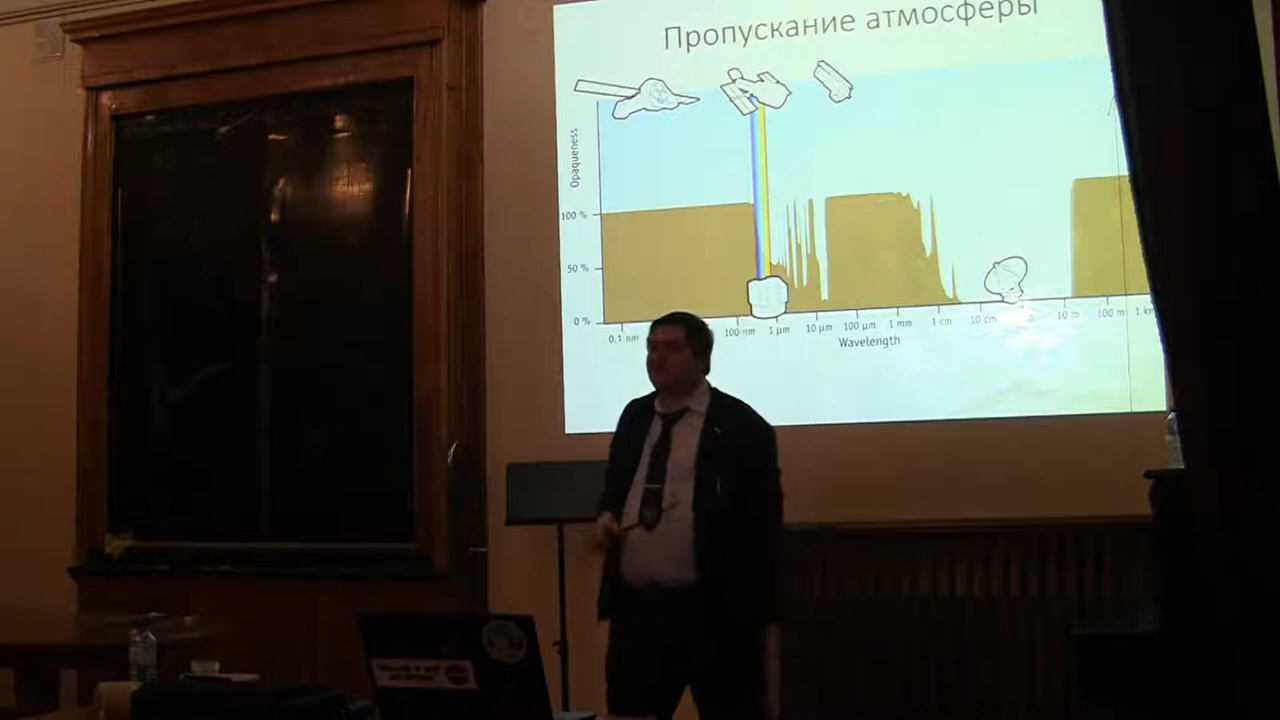 Пропускание атмосферы
Opaqueness
100 %
50 %
0 %
0.1 nm
100 nm
1 μm
10 μm
100 μm
1 mm
1 cm
10 cm
10 m
100 m
Wavelength